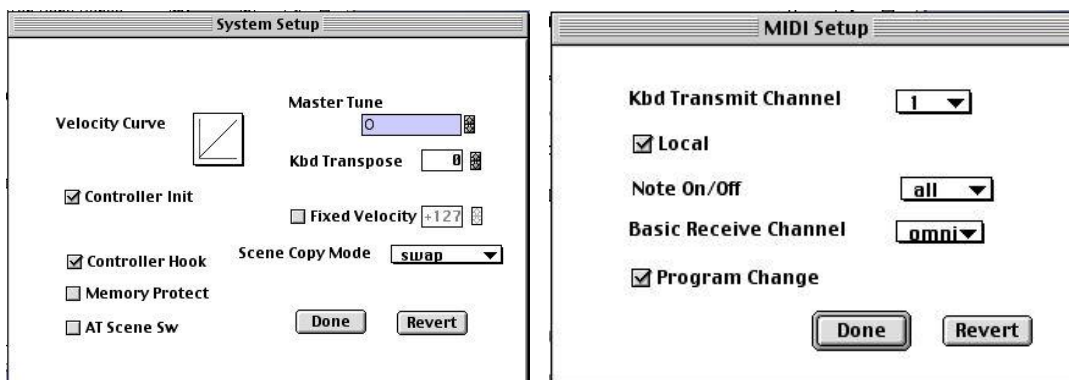 System Setup
Master Tune
Velocity Curve
0
Kbd Transpose 0
Controller Init
Fixed Velocity +127
Scene Copy Mode swap
Controller Hook
Memory Protect
AT Scene Sw
Done Revert
MIDI Setup
Kbd Transmit Channel 1
Local
Note On/Off all
Basic Receive Channel omni
Program Change
Done Revert